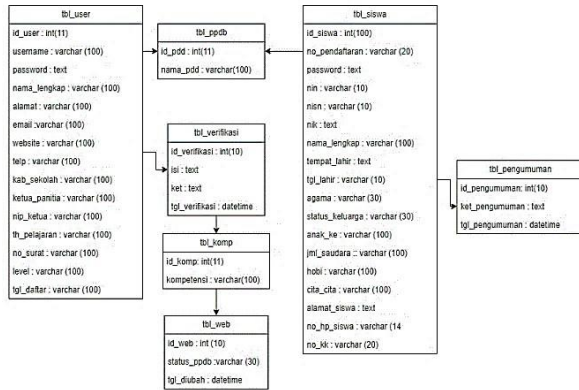 tbl_user
id_user : int(11)
username : varchar (100)
password : text
nama_lengkap : varchar (100)
alamat : varchar (100)
email :varchar (100)
website : varchar (100)
telp : varchar (100)
kab_sekolah : varchar (100)
ketua_panitia : varchar (100)
nip_ketua : varchar (100)
th_pelajaran : varchar (100)
no_surat : varchar (100)
level : varchar (100)
tgl_daftar : varchar (100)
tbl_ppdb
id_pdd : int(11)
nama_pdd : varchar(100)
tbl_verifikasi
id_verifikasi : int(10)
isi : text
ket : text
tgl_verifikasi : datetime
tbl_komp
id_komp: int(11)
kompetensi : varchar(100)
tbl_web
id_web : int (10)
status_ppdb :varchar (30)
tgl_diubah : datetime
tbl_siswa
id_siswa : int(100)
no_pendaftaran : varchar (20)
password : text
nin : varchar (10)
nisn : varchar (10)
nik : text
nama_lengkap : varchar (100)
tempat_lahir : text
tgl_lahir : varchar (10)
agama : varchar (30)
status_keluarga : varchar (30)
anak_ke : varchar (100)
jml_saudara :: varchar (100)
hobi : varchar (100)
cita_cita : varchar (100)
alamat_siswa : text
no_hp_siswa : varchar (14
no_kk : varchar (20)
tbl_pengumuman
id_pengumuman: int(10)
ket_pengumuman : text
tgl_pengumuman : datetime